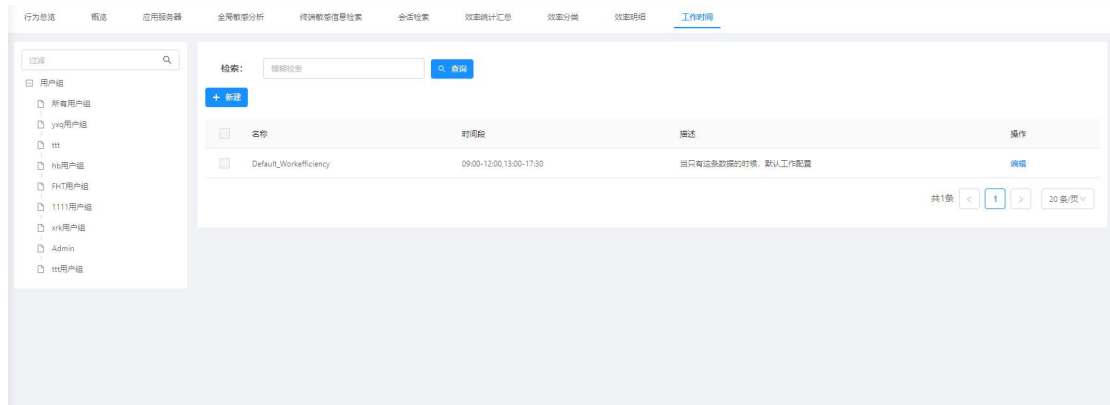 行为总览 概览 应用服务器 全局敏感分析 终端敏感信息检索 会话检索 效率统计汇总 效率分类 效率明细 工作时间
过滤
用户组
所有用户组
yxq用户组
ttt
hb用户组
FHT用户组
1111用户组
xrk用户组
Admin
ttt用户组
检索： 模糊检索 查询
+ 新建
名称 时间段 描述 操作
Default_Workefficiency 09:00-12:00,13:00-17:30 当只有这条数据的时候，默认工作配置 编辑
共1条 < 1 > 20 条/页